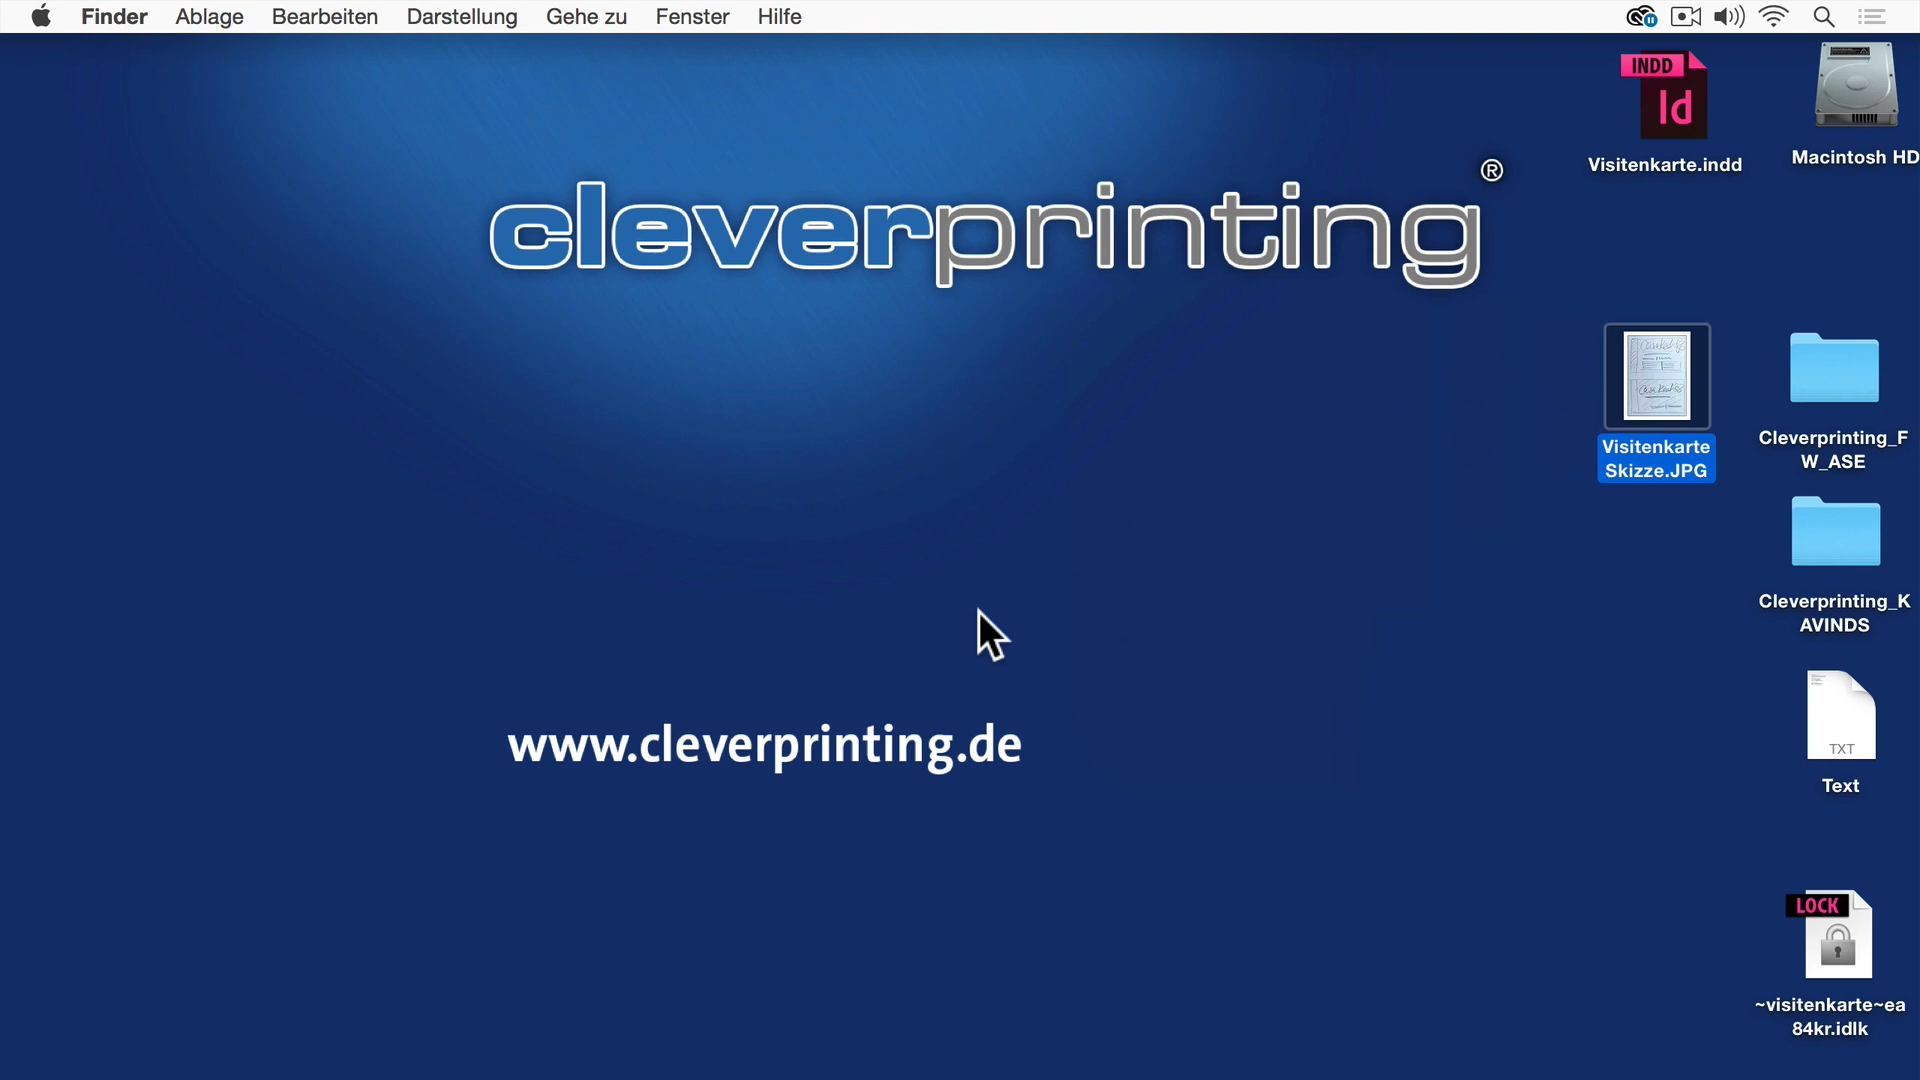 Finder Ablage Bearbeiten Darstellung Gehe zu Fenster Hilfe
INDD
Id
Visitenkarte.indd
Macintosh HD
cleverprinting®
Visitenkarte
Skizze.JPG
Cleverprinting_F
W_ASE
Cleverprinting_K
AVINDS
TXT
Text
www.cleverprinting.de
LOCK
~visitenkarte~ea
84kr.idlk